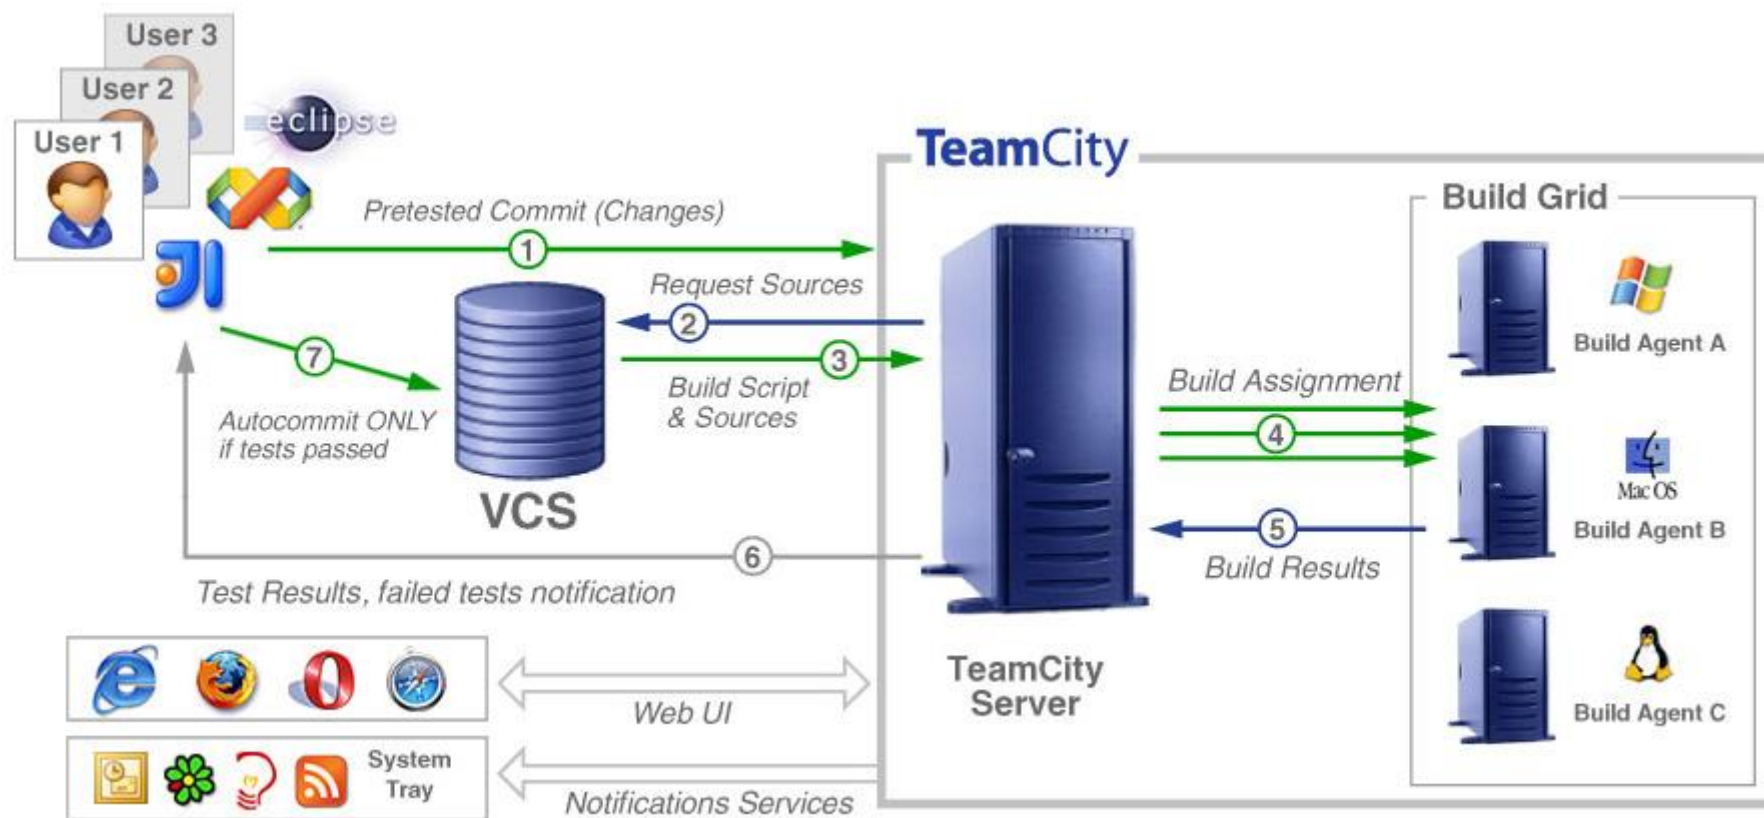 User 3
User 2
User 1
eclipse
TeamCity
Build Grid
Pretested Commit (Changes)
1
Request Sources
2
3
Build Script
& Sources
7
Autocommit ONLY
if tests passed
VCS
Build Assignment
4
5
Build Results
6
Test Results, failed tests notification
Build Agent A
Mac OS
Build Agent B
Build Agent C
TeamCity
Server
Web UI
System
Tray
Notifications Services